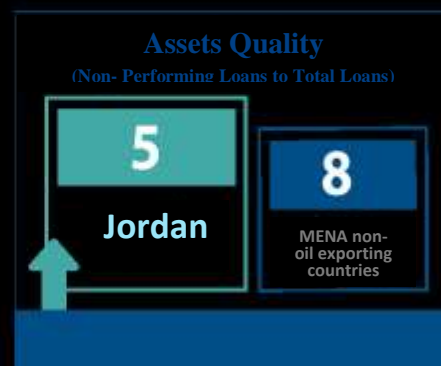 Assets Quality
(Non- Performing Loans to Total Loans)
5
Jordan
8
MENA non-
oil exporting
countries